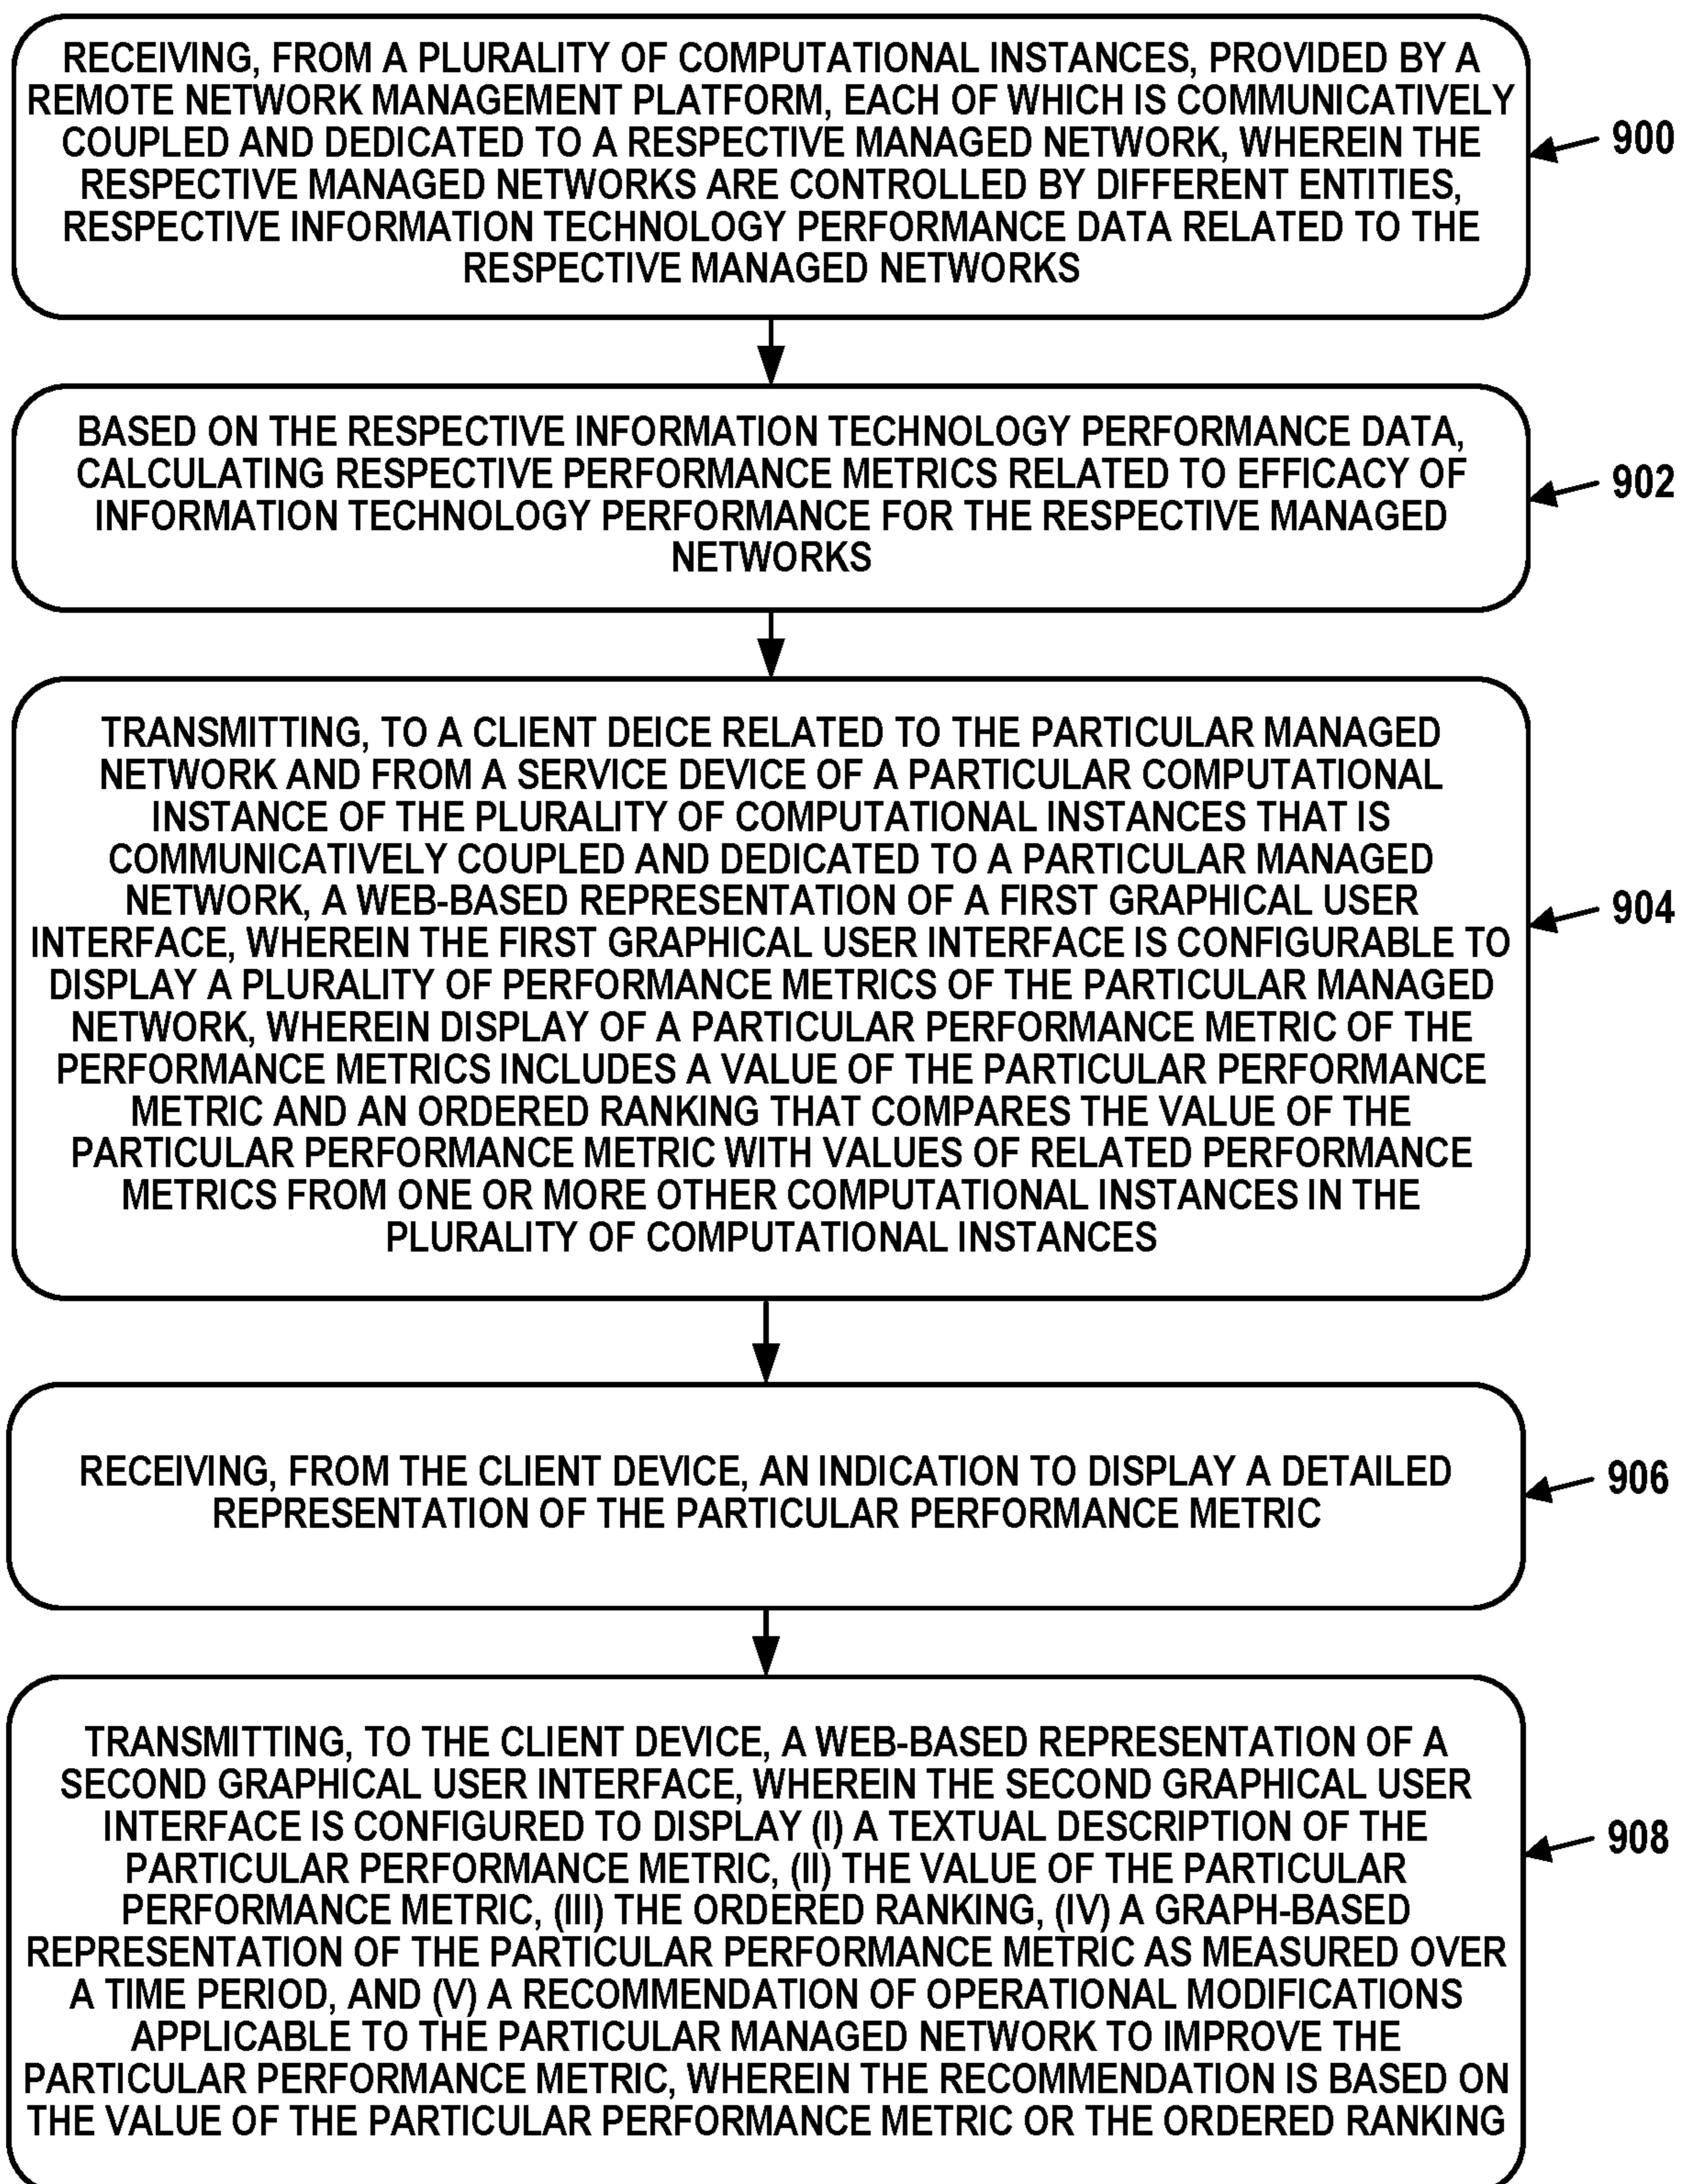 RECEIVING, FROM A PLURALITY OF COMPUTATIONAL INSTANCES, PROVIDED BY A
REMOTE NETWORK MANAGEMENT PLATFORM, EACH OF WHICH IS COMMUNICATIVELY
COUPLED AND DEDICATED TO A RESPECTIVE MANAGED NETWORK, WHEREIN THE
RESPECTIVE MANAGED NETWORKS ARE CONTROLLED BY DIFFERENT ENTITIES,
RESPECTIVE INFORMATION TECHNOLOGY PERFORMANCE DATA RELATED TO THE
RESPECTIVE MANAGED NETWORKS
900
BASED ON THE RESPECTIVE INFORMATION TECHNOLOGY PERFORMANCE DATA,
CALCULATING RESPECTIVE PERFORMANCE METRICS RELATED TO EFFICACY OF
INFORMATION TECHNOLOGY PERFORMANCE FOR THE RESPECTIVE MANAGED
NETWORKS
902
TRANSMITTING, TO A CLIENT DEICE RELATED TO THE PARTICULAR MANAGED
NETWORK AND FROM A SERVICE DEVICE OF A PARTICULAR COMPUTATIONAL
INSTANCE OF THE PLURALITY OF COMPUTATIONAL INSTANCES THAT IS
COMMUNICATIVELY COUPLED AND DEDICATED TO A PARTICULAR MANAGED
NETWORK, A WEB-BASED REPRESENTATION OF A FIRST GRAPHICAL USER
INTERFACE, WHEREIN THE FIRST GRAPHICAL USER INTERFACE IS CONFIGURABLE TO
DISPLAY A PLURALITY OF PERFORMANCE METRICS OF THE PARTICULAR MANAGED
NETWORK, WHEREIN DISPLAY OF A PARTICULAR PERFORMANCE METRIC OF THE
PERFORMANCE METRICS INCLUDES A VALUE OF THE PARTICULAR PERFORMANCE
METRIC AND AN ORDERED RANKING THAT COMPARES THE VALUE OF THE
PARTICULAR PERFORMANCE METRIC WITH VALUES OF RELATED PERFORMANCE
METRICS FROM ONE OR MORE OTHER COMPUTATIONAL INSTANCES IN THE
PLURALITY OF COMPUTATIONAL INSTANCES
904
RECEIVING, FROM THE CLIENT DEVICE, AN INDICATION TO DISPLAY A DETAILED
REPRESENTATION OF THE PARTICULAR PERFORMANCE METRIC
906
TRANSMITTING, TO THE CLIENT DEVICE, A WEB-BASED REPRESENTATION OF A
SECOND GRAPHICAL USER INTERFACE, WHEREIN THE SECOND GRAPHICAL USER
INTERFACE IS CONFIGURED TO DISPLAY (I) A TEXTUAL DESCRIPTION OF THE
PARTICULAR PERFORMANCE METRIC, (II) THE VALUE OF THE PARTICULAR
PERFORMANCE METRIC, (III) THE ORDERED RANKING, (IV) A GRAPH-BASED
REPRESENTATION OF THE PARTICULAR PERFORMANCE METRIC AS MEASURED OVER
A TIME PERIOD, AND (V) A RECOMMENDATION OF OPERATIONAL MODIFICATIONS
APPLICABLE TO THE PARTICULAR MANAGED NETWORK TO IMPROVE THE
PARTICULAR PERFORMANCE METRIC, WHEREIN THE RECOMMENDATION IS BASED ON
THE VALUE OF THE PARTICULAR PERFORMANCE METRIC OR THE ORDERED RANKING
908